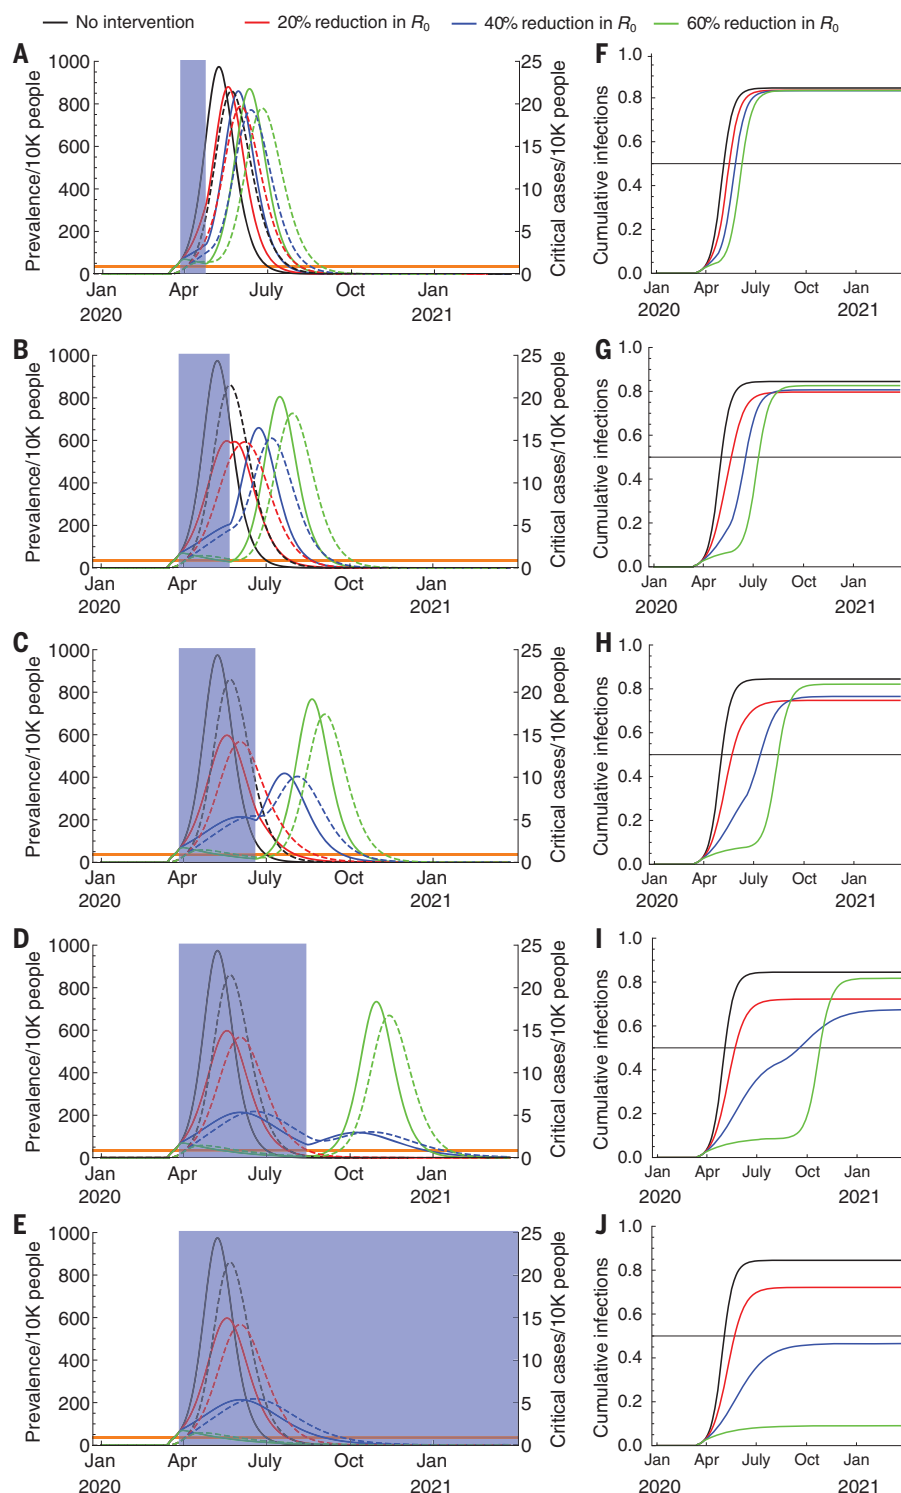 No intervention
20% reduction in R0
40% reduction in R0
60% reduction in R0
A
Prevalence/10K people
1000
800
600
400
200
0
25
20
15
10
5
0
Critical cases/10K people
Jan
Apr
July
Oct
Jan
2020
2021
F
Cumulative infections
1.0
0.8
0.6
0.4
0.2
0.0
Jan
Apr
July
Oct
Jan
2020
2021
B
Prevalence/10K people
1000
800
600
400
200
0
25
20
15
10
5
0
Critical cases/10K people
Jan
Apr
July
Oct
Jan
2020
2021
G
Cumulative infections
1.0
0.8
0.6
0.4
0.2
0.0
Jan
Apr
July
Oct
Jan
2020
2021
C
Prevalence/10K people
1000
800
600
400
200
0
25
20
15
10
5
0
Critical cases/10K people
Jan
Apr
July
Oct
Jan
2020
2021
H
Cumulative infections
1.0
0.8
0.6
0.4
0.2
0.0
Jan
Apr
July
Oct
Jan
2020
2021
D
Prevalence/10K people
1000
800
600
400
200
0
25
20
15
10
5
0
Critical cases/10K people
Jan
Apr
July
Oct
Jan
2020
2021
I
Cumulative infections
1.0
0.8
0.6
0.4
0.2
0.0
Jan
Apr
July
Oct
Jan
2020
2021
E
Prevalence/10K people
1000
800
600
400
200
0
25
20
15
10
5
0
Critical cases/10K people
Jan
Apr
July
Oct
Jan
2020
2021
J
Cumulative infections
1.0
0.8
0.6
0.4
0.2
0.0
Jan
Apr
July
Oct
Jan
2020
2021